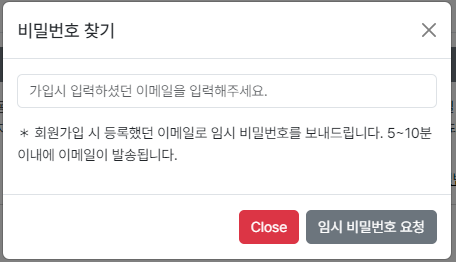 비밀번호 찾기
가입시 입력하셨던 이메일을 입력해주세요.
＊ 회원가입 시 등록했던 이메일로 임시 비밀번호를 보내드립니다. 5~10분
이내에 이메일이 발송됩니다.
Close
임시 비밀번호 요청